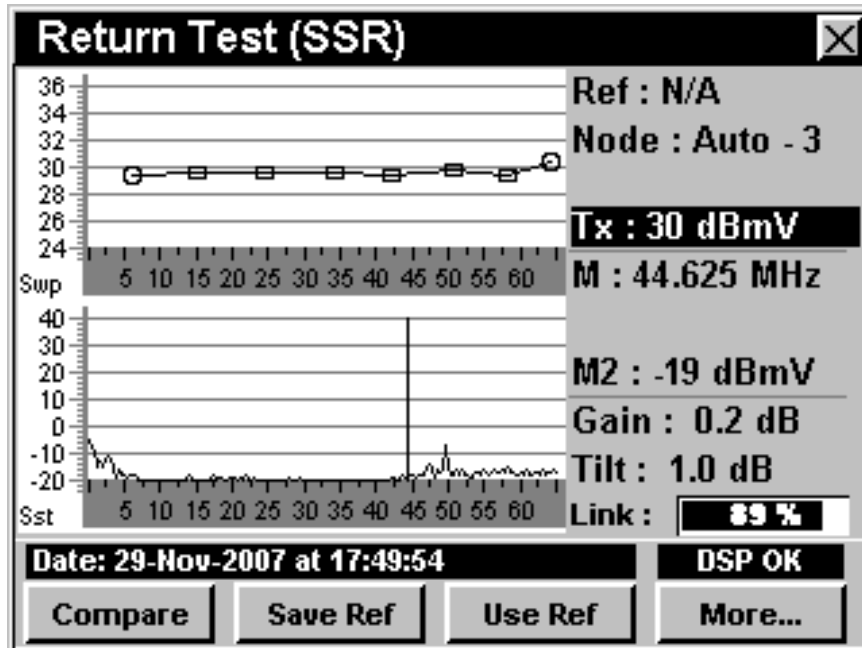 Return Test (SSR)
36
34
32
30
28
26
24
Swp
5 10 15 20 25 30 35 40 45 50 55 60
40
30
20
10
0
-10
-20
Sst
5 10 15 20 25 30 35 40 45 50 55 60
Ref : N/A
Node : Auto - 3
Tx : 30 dBmV
M : 44.625 MHz
M2 : -19 dBmV
Gain : 0.2 dB
Tilt : 1.0 dB
Link : 89 %
Date: 29-Nov-2007 at 17:49:54
DSP OK
Compare
Save Ref
Use Ref
More...